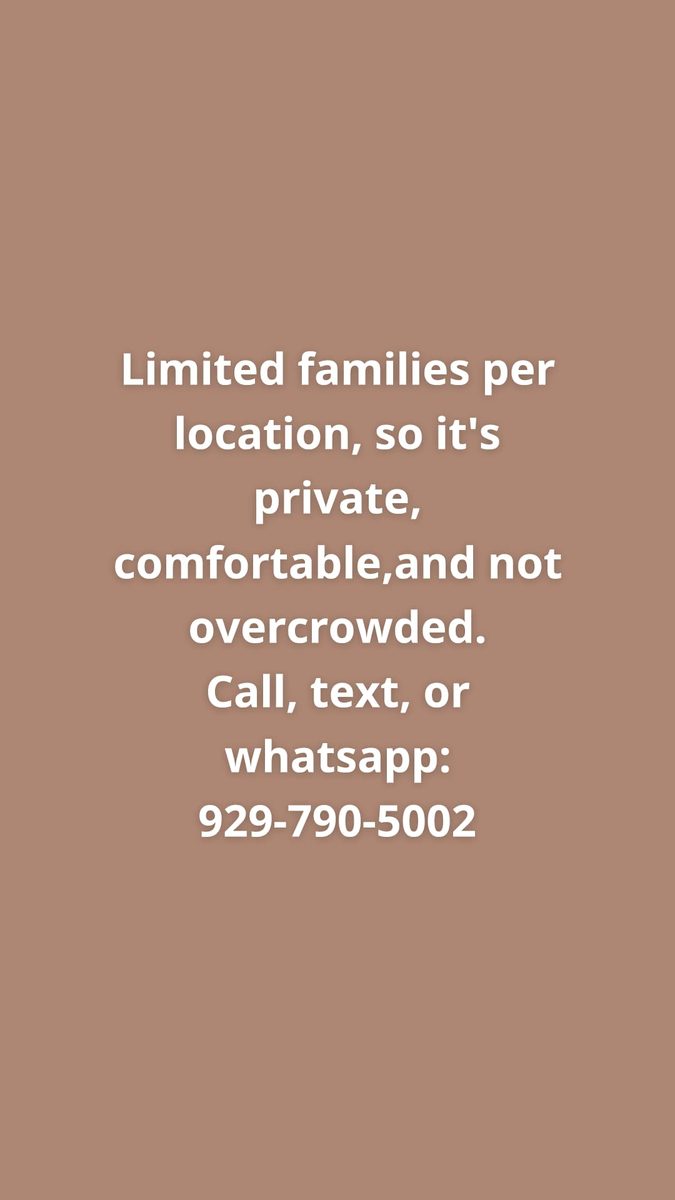 Limited families per
location, so it's
private,
comfortable,and not
overcrowded.
Call, text, or
whatsapp:
929-790-5002